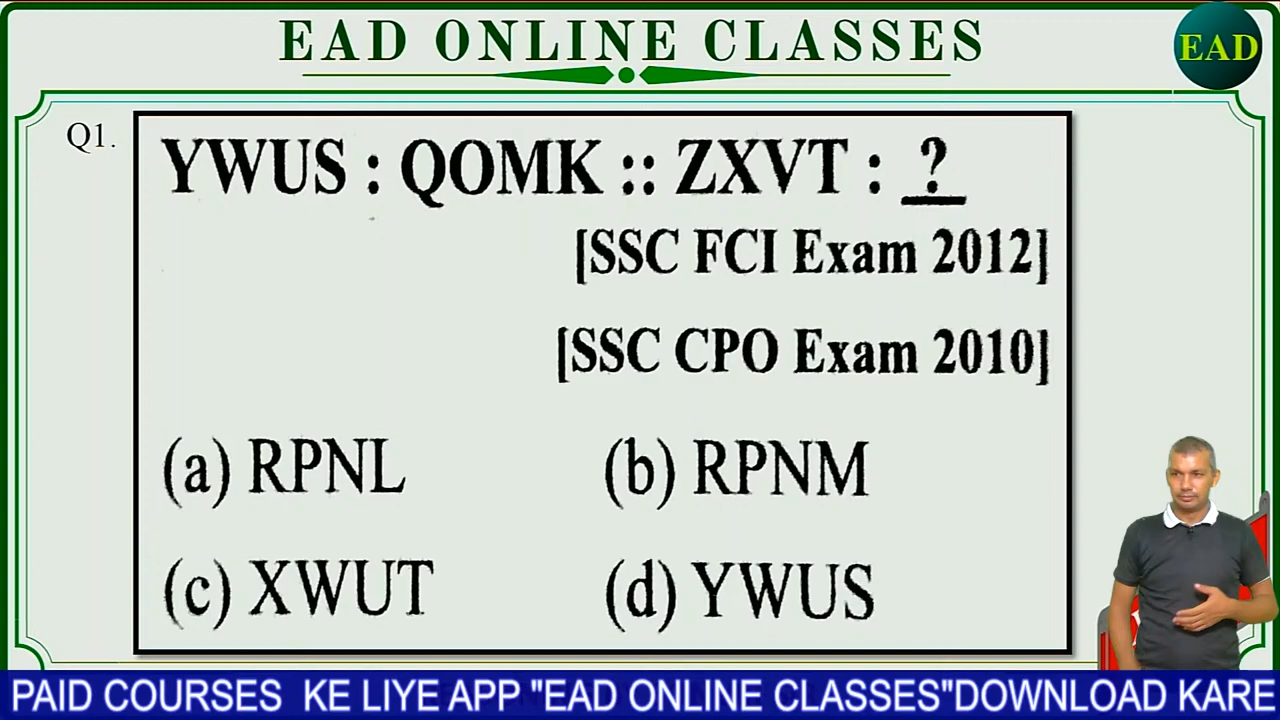 EAD ONLINE CLASSES
EAD
Q1.
YWUS : QOMK :: ZXVT : ?
[SSC FCI Exam 2012]
[SSC CPO Exam 2010]
(a) RPNL (b) RPNM
(c) XWUT (d) YWUS
PAID COURSES KE LIYE APP "EAD ONLINE CLASSES"DOWNLOAD KARE